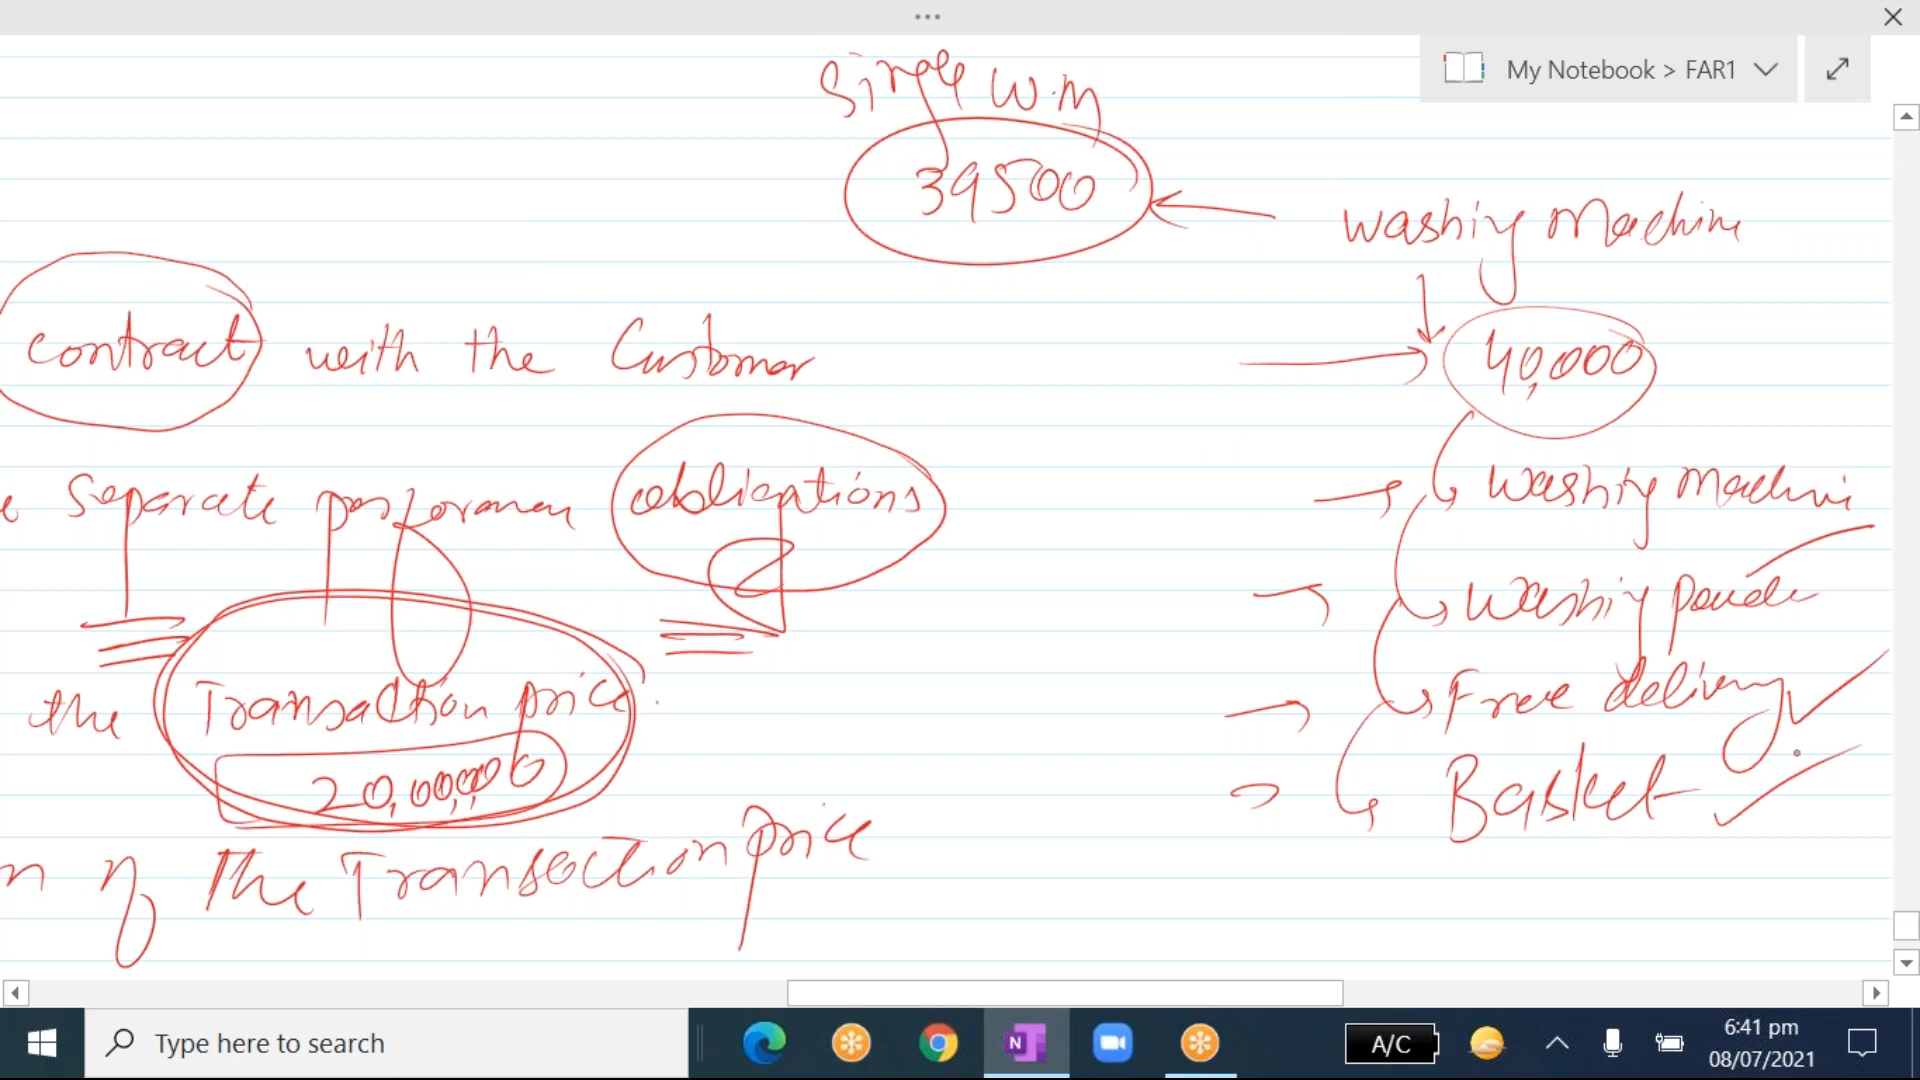 My Notebook > FAR1
Single W.M
39500
Washing Machine
contract with the Customer
40,000
Separate performance obligations
Washing Machine
Washing Powder
the Transaction price.
Free delivery
Basket
n of the Transaction price
Type here to search
A/C
6:41 pm
08/07/2021